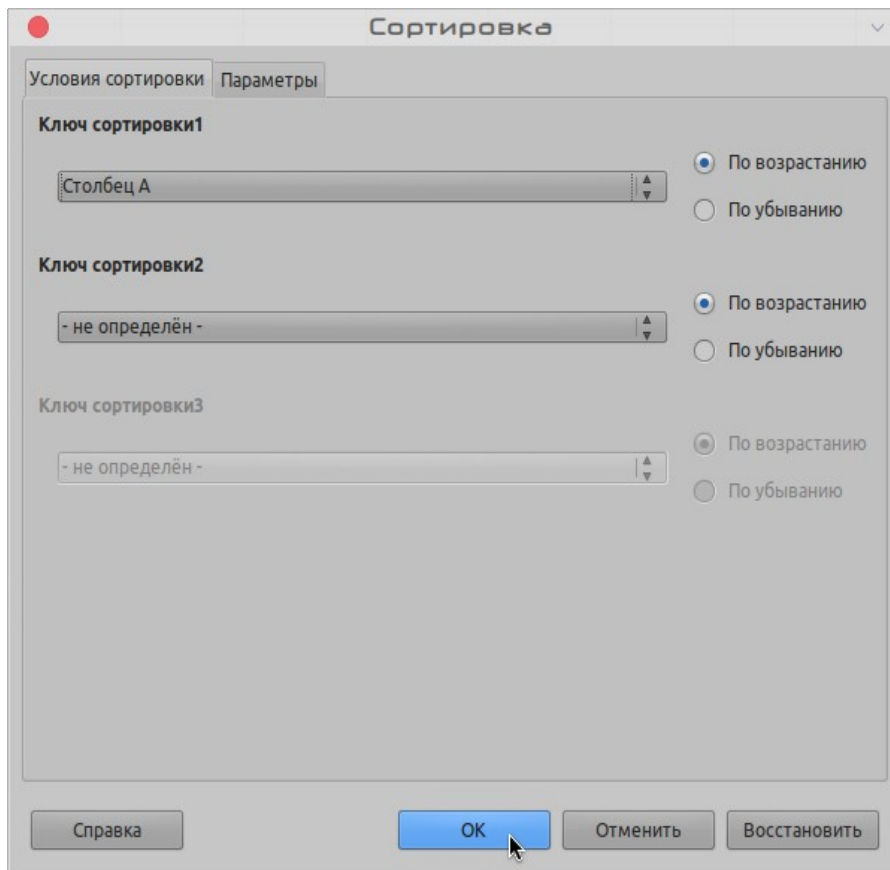 Сортировка
Условия сортировки Параметры
Ключ сортировки1
Столбец A
По возрастанию
По убыванию
Ключ сортировки2
- не определён -
По возрастанию
По убыванию
Ключ сортировки3
- не определён -
По возрастанию
По убыванию
Справка OK Отменить Восстановить